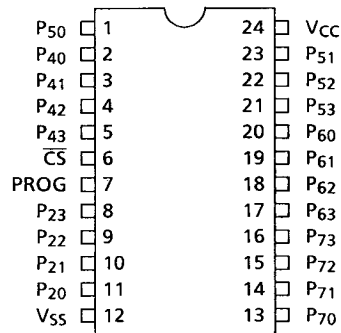 P50 1 24 VCC
P40 2 23 P51
P41 3 22 P52
P42 4 21 P53
P43 5 20 P60
C̅S̅ 6 19 P61
PROG 7 18 P62
P23 8 17 P63
P22 9 16 P73
P21 10 15 P72
P20 11 14 P71
VSS 12 13 P70